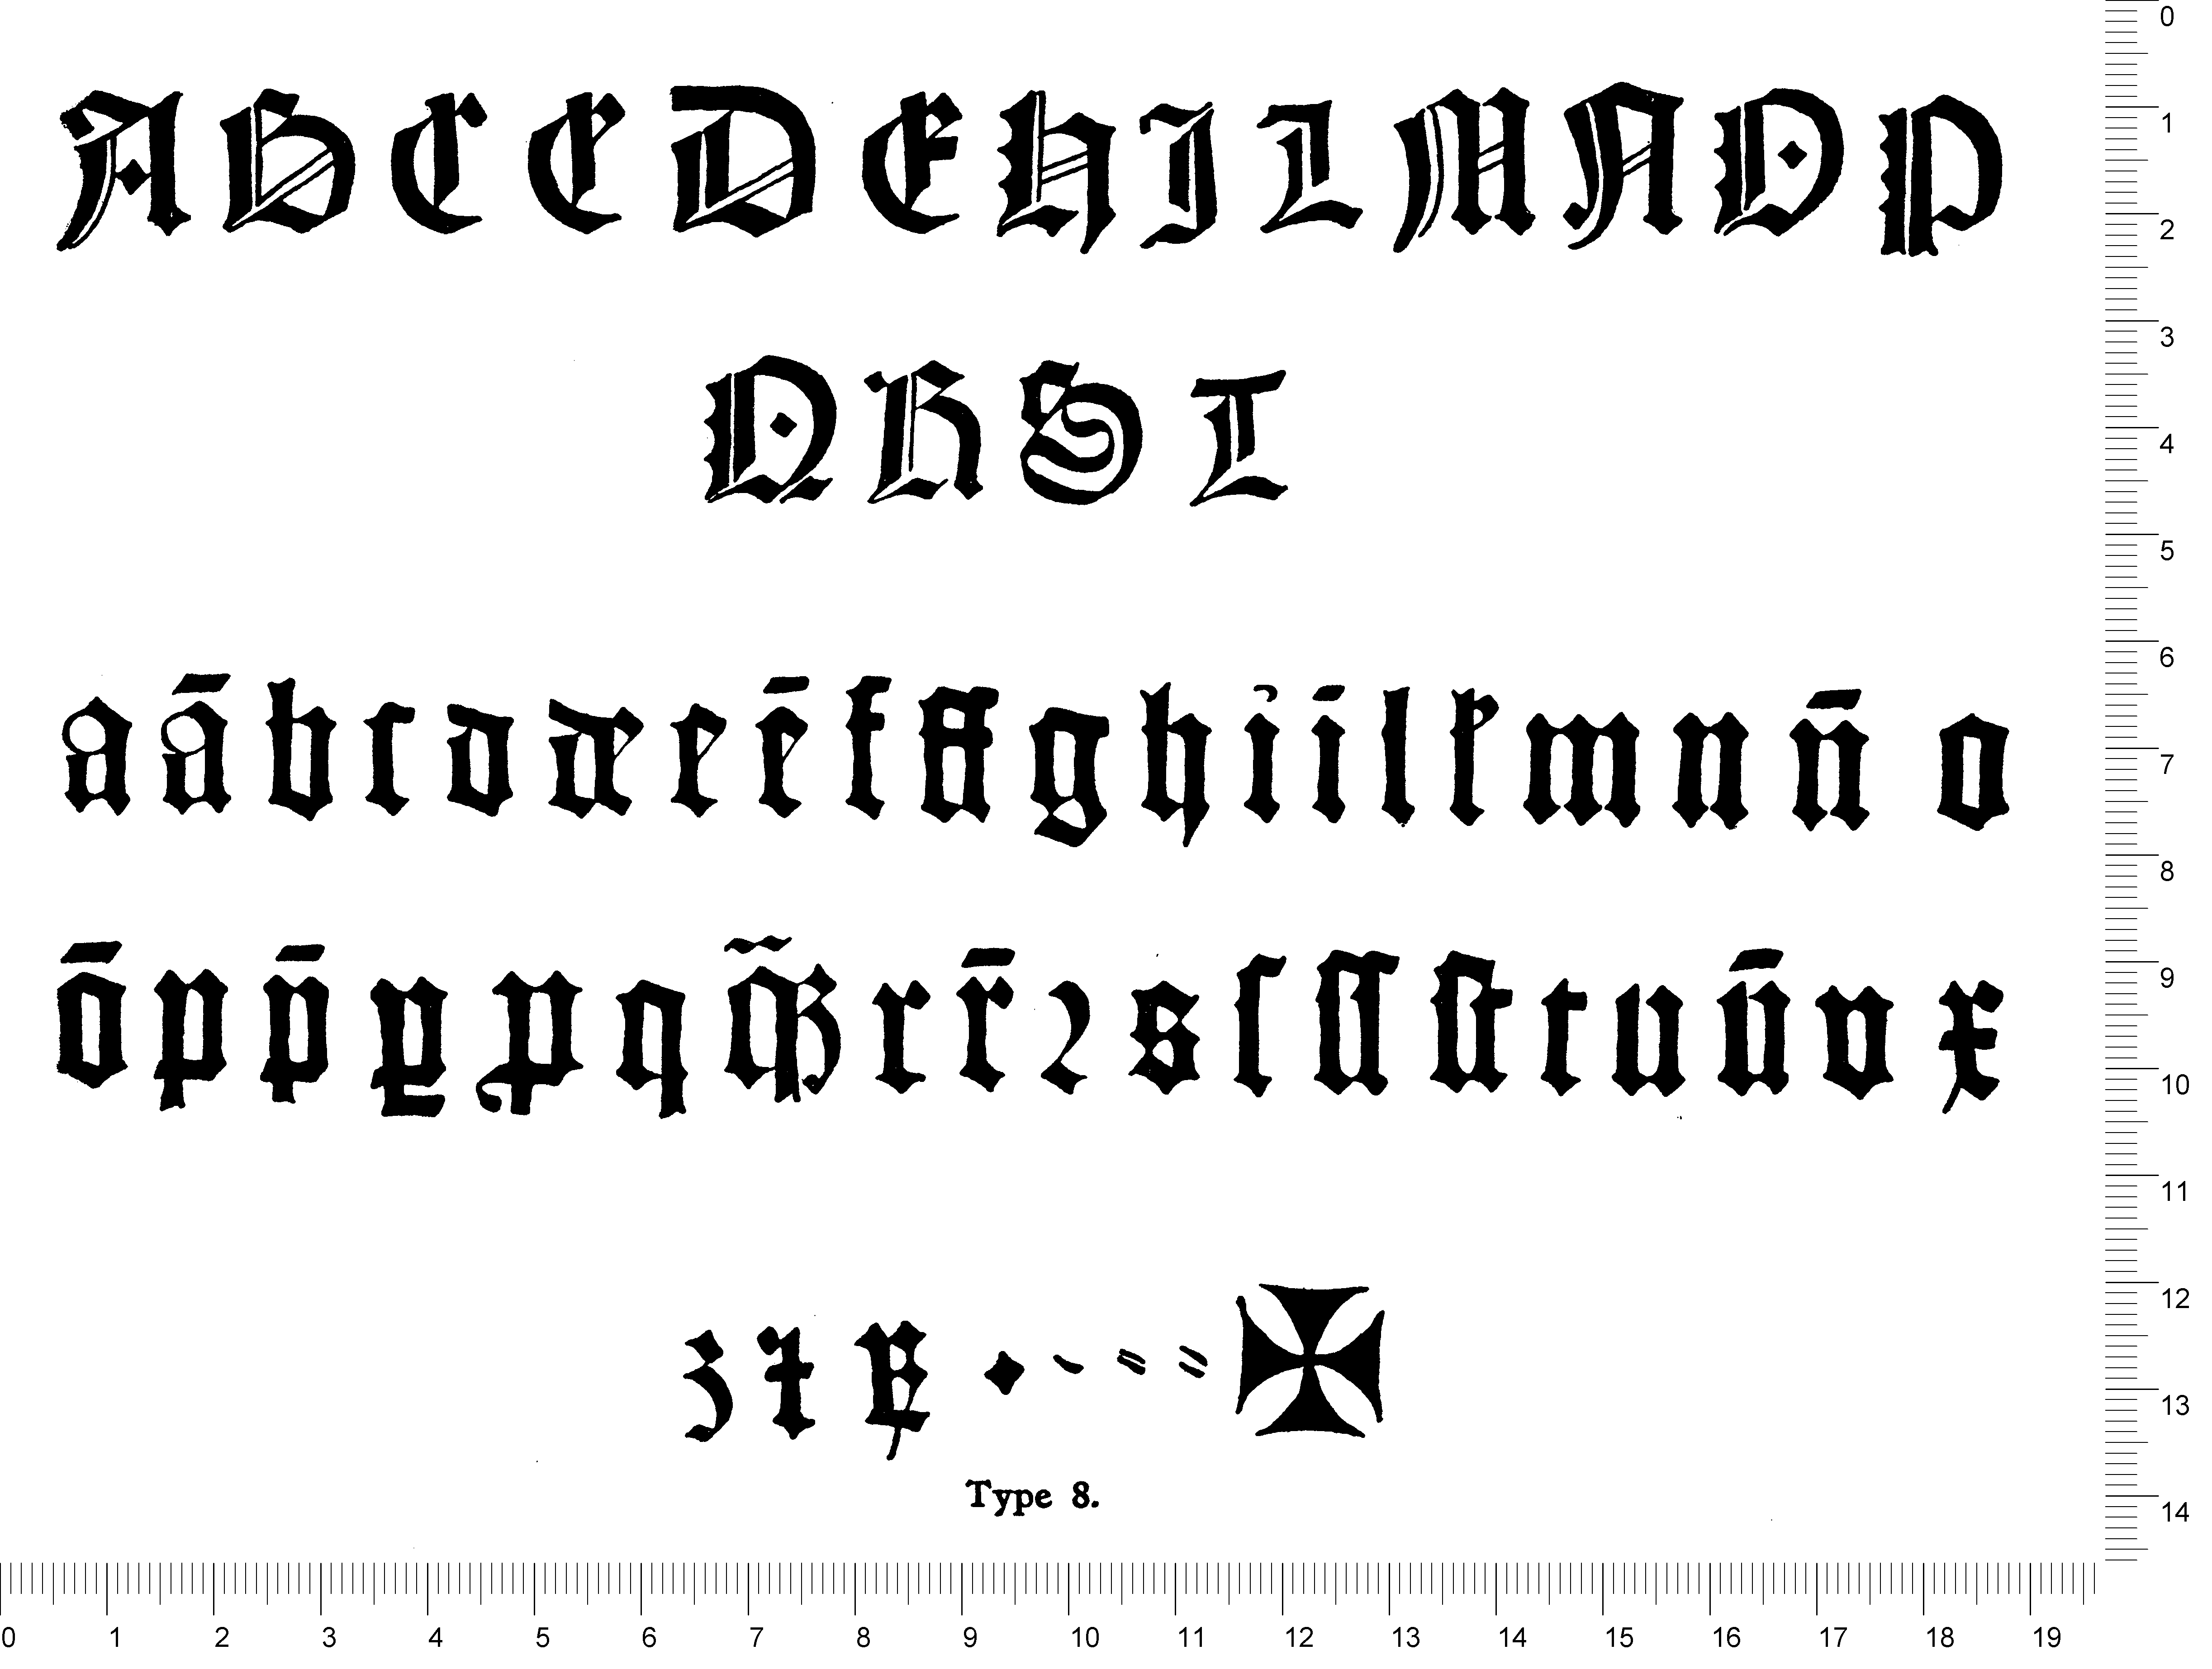 A B C C D E H I L M N O P
Q R S T
a ā b c d de e ē f ff g h i ī l ł m n n̄ o
ō p p̄ ꝑ ꝓ q q̃ꝫ r r̄ ꝛ s ſ ſſ ſt t u ū v x
ꝫ ⁊ · ✠
Type 8.
0 1 2 3 4 5 6 7 8 9 10 11 12 13 14
0 1 2 3 4 5 6 7 8 9 10 11 12 13 14 15 16 17 18 19